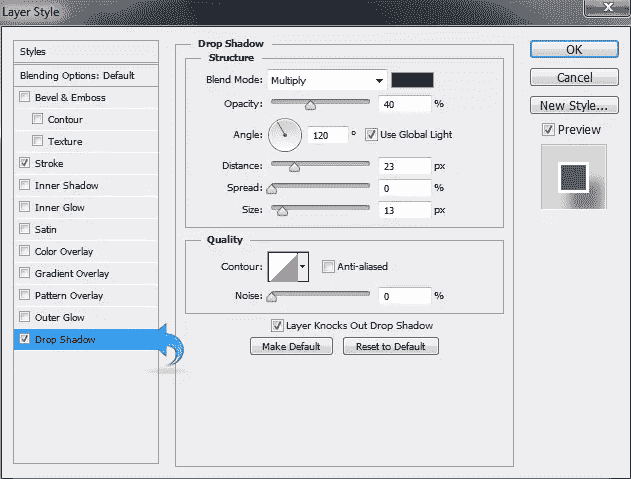 Layer Style
x
Styles
Blending Options: Default
Bevel & Emboss
Contour
Texture
Stroke
Inner Shadow
Inner Glow
Satin
Color Overlay
Gradient Overlay
Pattern Overlay
Outer Glow
Drop Shadow
Drop Shadow
Structure
Blend Mode: Multiply
Opacity: 40 %
Angle: 120 ° Use Global Light
Distance: 23 px
Spread: 0 %
Size: 13 px
Quality
Contour: Anti-aliased
Noise: 0 %
Layer Knocks Out Drop Shadow
Make Default Reset to Default
OK
Cancel
New Style...
Preview